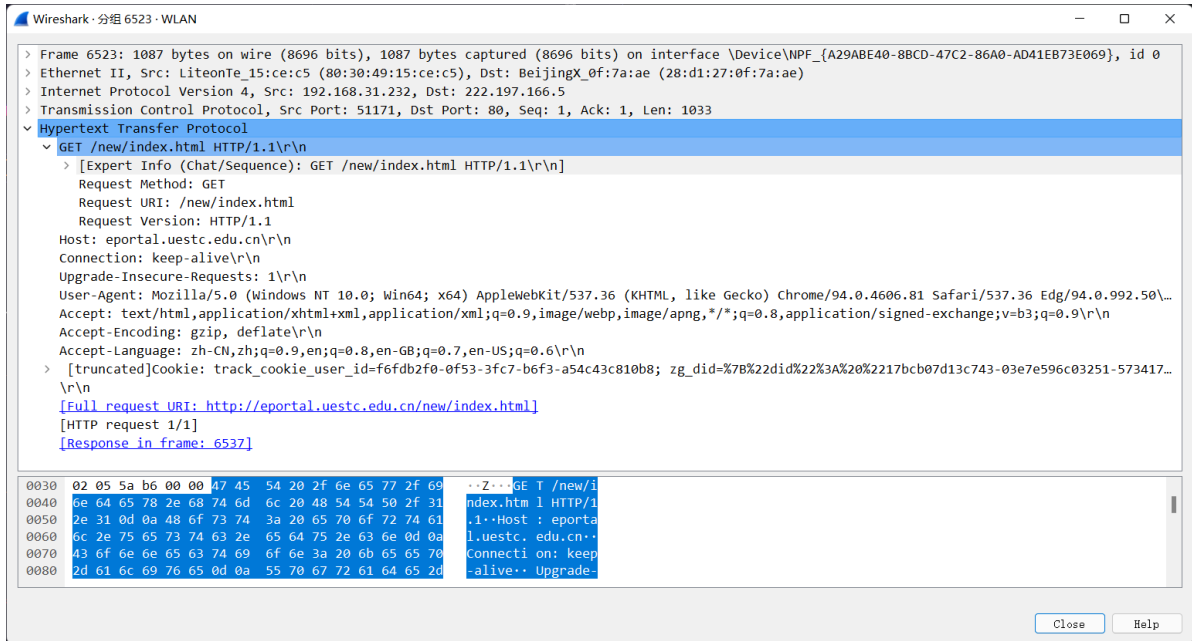 Wireshark · 分组 6523 · WLAN
Frame 6523: 1087 bytes on wire (8696 bits), 1087 bytes captured (8696 bits) on interface \Device\NPF_{A29ABE40-8BCD-47C2-86A0-AD41EB73E069}, id 0
Ethernet II, Src: LiteonTe_15:ce:c5 (80:30:49:15:ce:c5), Dst: BeijingX_0f:7a:ae (28:d1:27:0f:7a:ae)
Internet Protocol Version 4, Src: 192.168.31.232, Dst: 222.197.166.5
Transmission Control Protocol, Src Port: 51171, Dst Port: 80, Seq: 1, Ack: 1, Len: 1033
Hypertext Transfer Protocol
GET /new/index.html HTTP/1.1\r\n
[Expert Info (Chat/Sequence): GET /new/index.html HTTP/1.1\r\n]
Request Method: GET
Request URI: /new/index.html
Request Version: HTTP/1.1
Host: eportal.uestc.edu.cn\r\n
Connection: keep-alive\r\n
Upgrade-Insecure-Requests: 1\r\n
User-Agent: Mozilla/5.0 (Windows NT 10.0; Win64; x64) AppleWebKit/537.36 (KHTML, like Gecko) Chrome/94.0.4606.81 Safari/537.36 Edg/94.0.992.50\…
Accept: text/html,application/xhtml+xml,application/xml;q=0.9,image/webp,image/apng,*/*;q=0.8,application/signed-exchange;v=b3;q=0.9\r\n
Accept-Encoding: gzip, deflate\r\n
Accept-Language: zh-CN,zh;q=0.9,en;q=0.8,en-GB;q=0.7,en-US;q=0.6\r\n
[truncated]Cookie: track_cookie_user_id=f6fdb2f0-0f53-3fc7-b6f3-a54c43c810b8; zg_did=%7B%22did%22%3A%20%2217bcb07d13c743-03e7e596c03251-573417…
\r\n
[Full request URI: http://eportal.uestc.edu.cn/new/index.html]
[HTTP request 1/1]
[Response in frame: 6537]
0030 02 05 5a b6 00 00 47 45 54 20 2f 6e 65 77 2f 69 ··Z···GE T /new/i
0040 6e 64 65 78 2e 68 74 6d 6c 20 48 54 54 50 2f 31 ndex.htm l HTTP/1
0050 2e 31 0d 0a 48 6f 73 74 3a 20 65 70 6f 72 74 61 .1··Host : eporta
0060 6c 2e 75 65 73 74 63 2e 65 64 75 2e 63 6e 0d 0a l.uestc. edu.cn··
0070 43 6f 6e 6e 65 63 74 69 6f 6e 3a 20 6b 65 65 70 Connecti on: keep
0080 2d 61 6c 69 76 65 0d 0a 55 70 67 72 61 64 65 2d -alive·· Upgrade-
Close Help